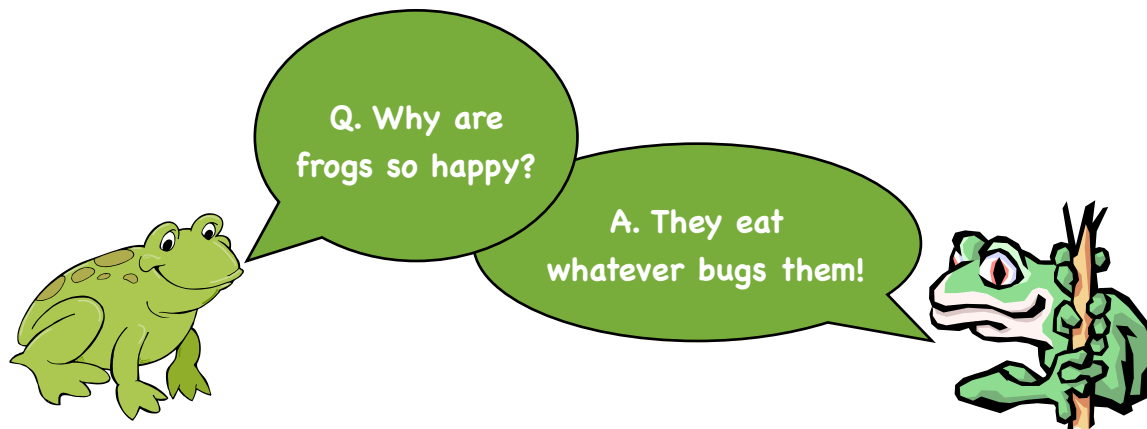 Q. Why are
frogs so happy?
A. They eat
whatever bugs them!